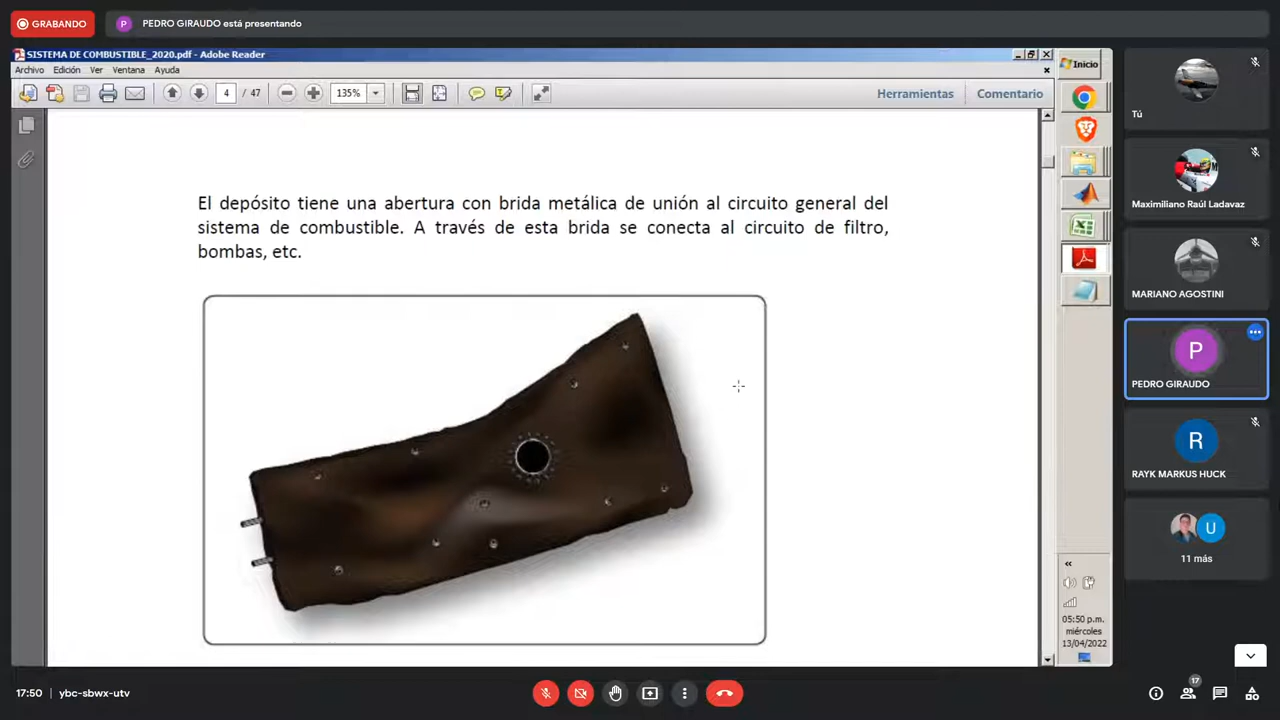 GRABANDO
P
PEDRO GIRAUDO está presentando
SISTEMA DE COMBUSTIBLE_2020.pdf - Adobe Reader
Archivo Edición Ver Ventana Ayuda
4 / 47
135%
Herramientas Comentario
El depósito tiene una abertura con brida metálica de unión al circuito general del
sistema de combustible. A través de esta brida se conecta al circuito de filtro,
bombas, etc.
Inicio
«
05:50 p.m.
miércoles
13/04/2022
Tú
Maximiliano Raúl Ladavaz
MARIANO AGOSTINI
P
PEDRO GIRAUDO
R
RAYK MARKUS HUCK
U
11 más
17:50 | ybc-sbwx-utv
17